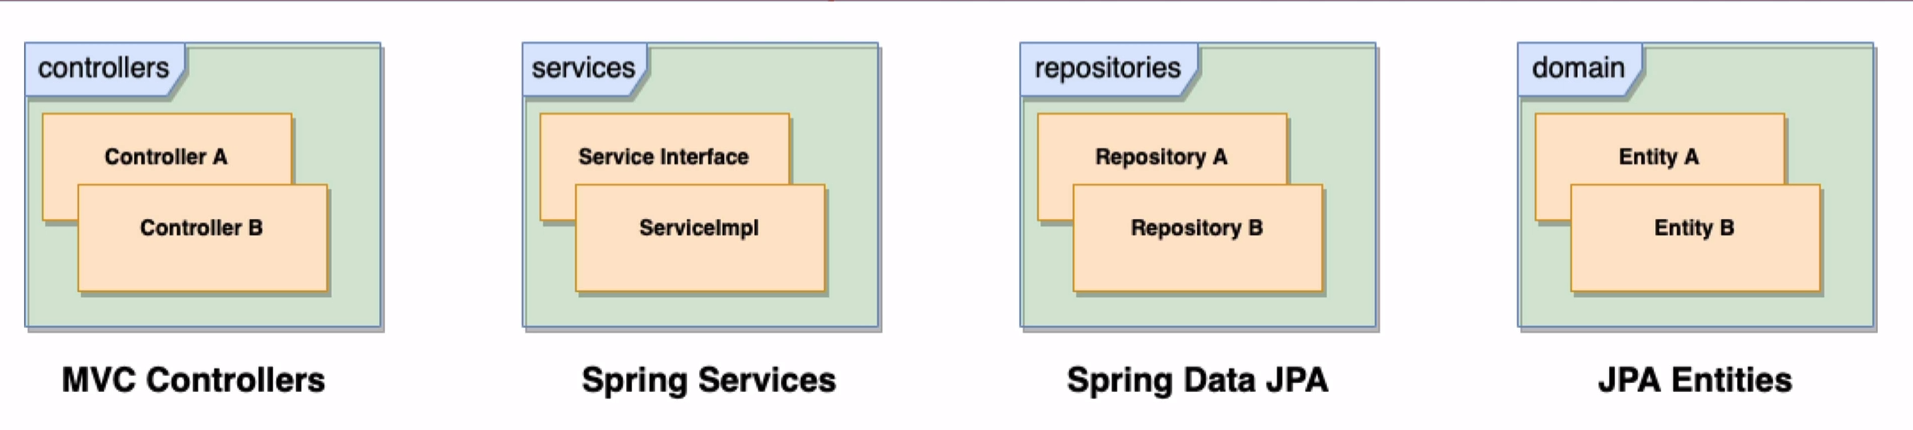 controllers
Controller A
Controller B
MVC Controllers
services
Service Interface
ServiceImpl
Spring Services
repositories
Repository A
Repository B
Spring Data JPA
domain
Entity A
Entity B
JPA Entities